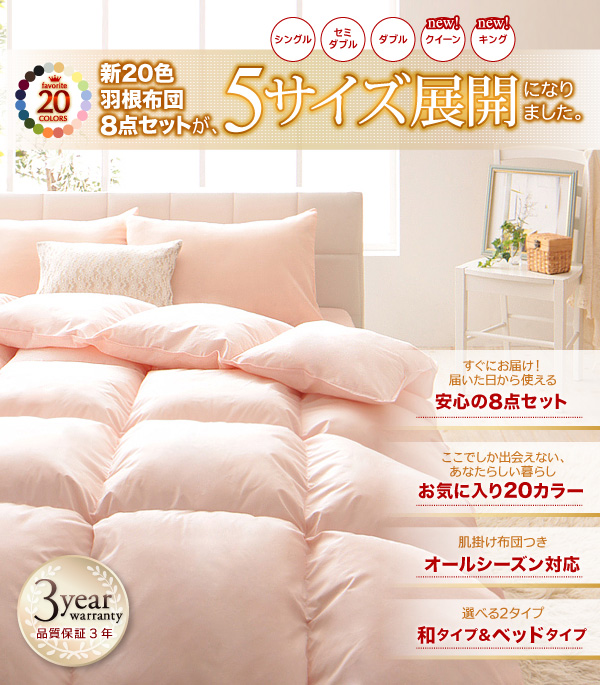 シングル
セミ
ダブル
ダブル
new!
クイーン
new!
キング
favorite
20
COLORS
新20色
羽根布団
8点セットが、
5サイズ展開
になり
ました。
すぐにお届け!
届いた日から使える
安心の8点セット
ここでしか出会えない、
あなたらしい暮らし
お気に入り20カラー
肌掛け布団つき
オールシーズン対応
選べる2タイプ
和タイプ&ベッドタイプ
3year
warranty
品質保証3年